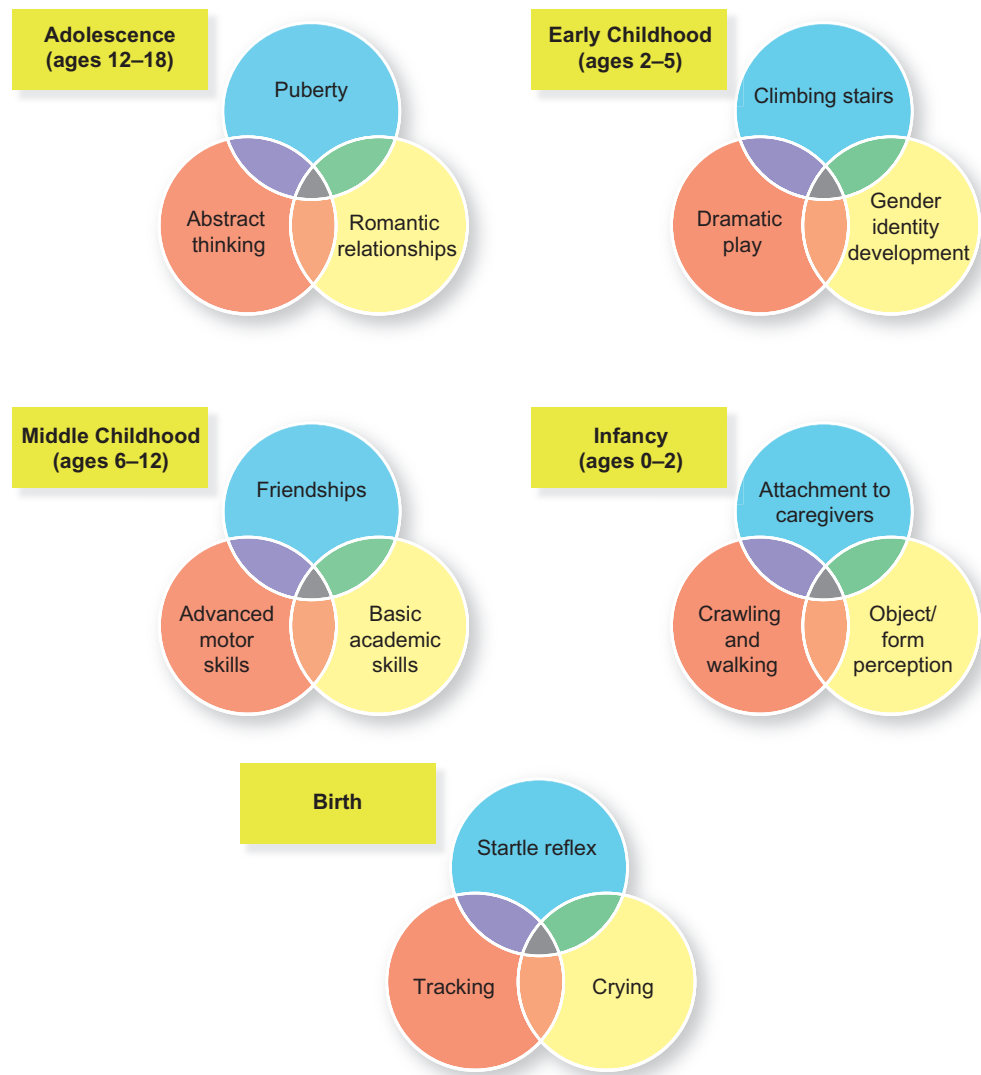 Adolescence
(ages 12–18)
Puberty
Abstract
thinking
Romantic
relationships
Early Childhood
(ages 2–5)
Climbing stairs
Dramatic
play
Gender
identity
development
Middle Childhood
(ages 6–12)
Friendships
Advanced
motor
skills
Basic
academic
skills
Infancy
(ages 0–2)
Attachment to
caregivers
Crawling
and
walking
Object/
form
perception
Birth
Startle reflex
Tracking
Crying